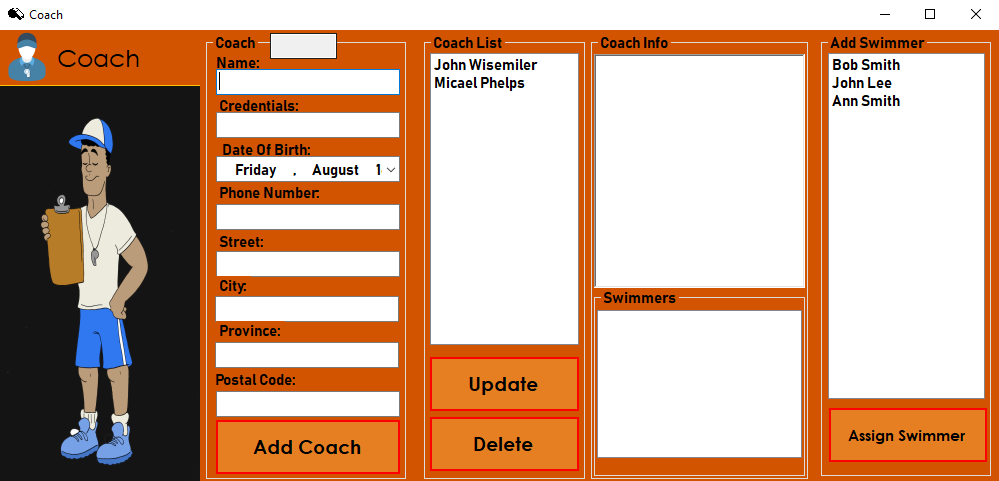 Coach
Coach
Coach
Name:
Credentials:
Date Of Birth:
Friday , August 1
Phone Number:
Street:
City:
Province:
Postal Code:
Add Coach
Coach List
John Wisemiler
Micael Phelps
Update
Delete
Coach Info
Swimmers
Add Swimmer
Bob Smith
John Lee
Ann Smith
Assign Swimmer